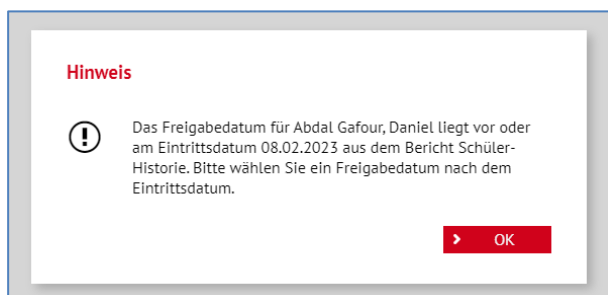 Hinweis
Das Freigabedatum für Abdal Gafour, Daniel liegt vor oder
am Eintrittsdatum 08.02.2023 aus dem Bericht Schüler-
Historie. Bitte wählen Sie ein Freigabedatum nach dem
Eintrittsdatum.
OK